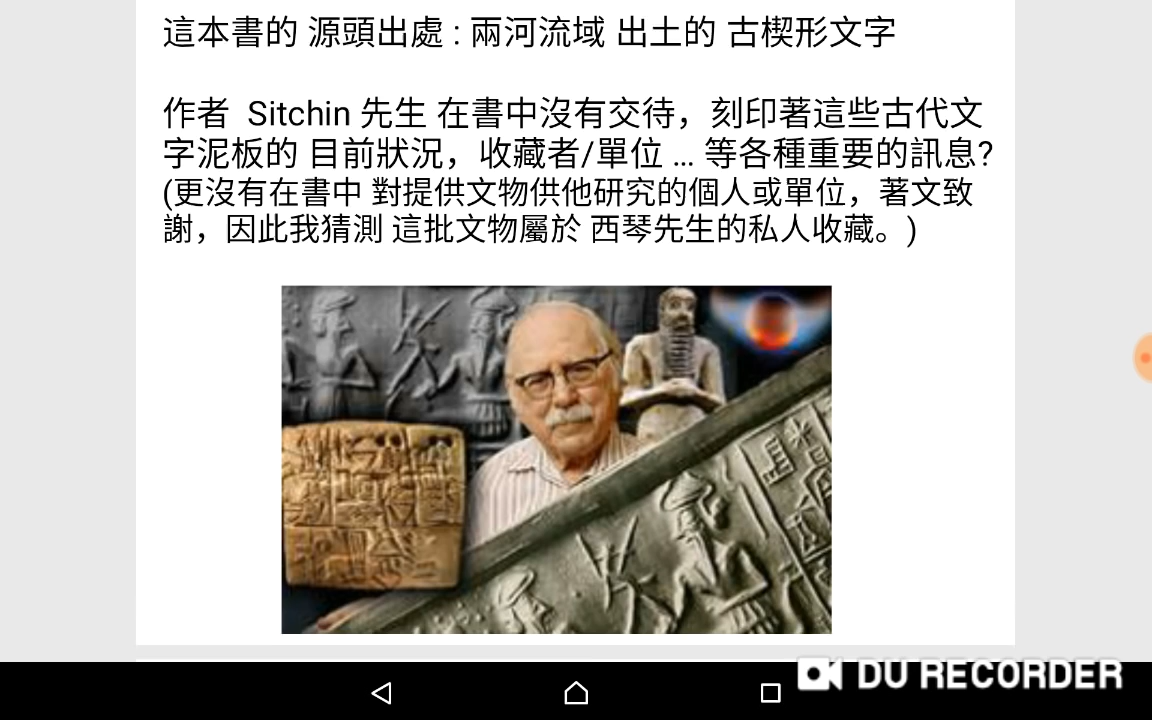 這本書的 源頭出處 : 兩河流域 出土的 古楔形文字
作者 Sitchin 先生 在書中沒有交待，刻印著這些古代文
字泥板的 目前狀況，收藏者/單位 ... 等各種重要的訊息?
(更沒有在書中 對提供文物供他研究的個人或單位，著文致
謝，因此我猜測 這批文物屬於 西琴先生的私人收藏。)
DU RECORDER